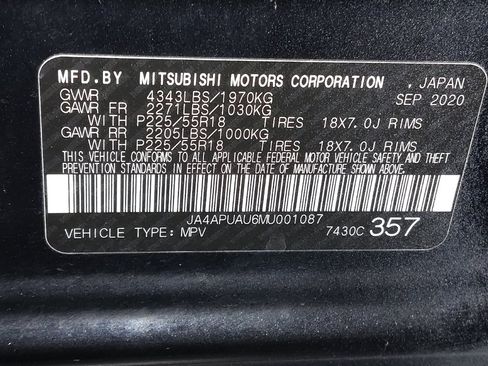 MFD.BY MITSUBISHI MOTORS CORPORATION , JAPAN
GVWR 4343LBS/1970KG SEP 2020
GAWR FR 2271LBS/1030KG
WITH P225/55R18 TIRES 18X7.0J RIMS
GAWR RR 2205LBS/1000KG
WITH P225/55R18 TIRES 18X7.0J RIMS
THIS VEHICLE CONFORMS TO ALL APPLICABLE FEDERAL MOTOR VEHICLE SAFETY AND THEFT
PREVENTION STANDARDS IN EFFECT ON THE DATE OF MANUFACTURE SHOWN ABOVE.
JA4APUAU6MU001087
VEHICLE TYPE: MPV 7430C 357